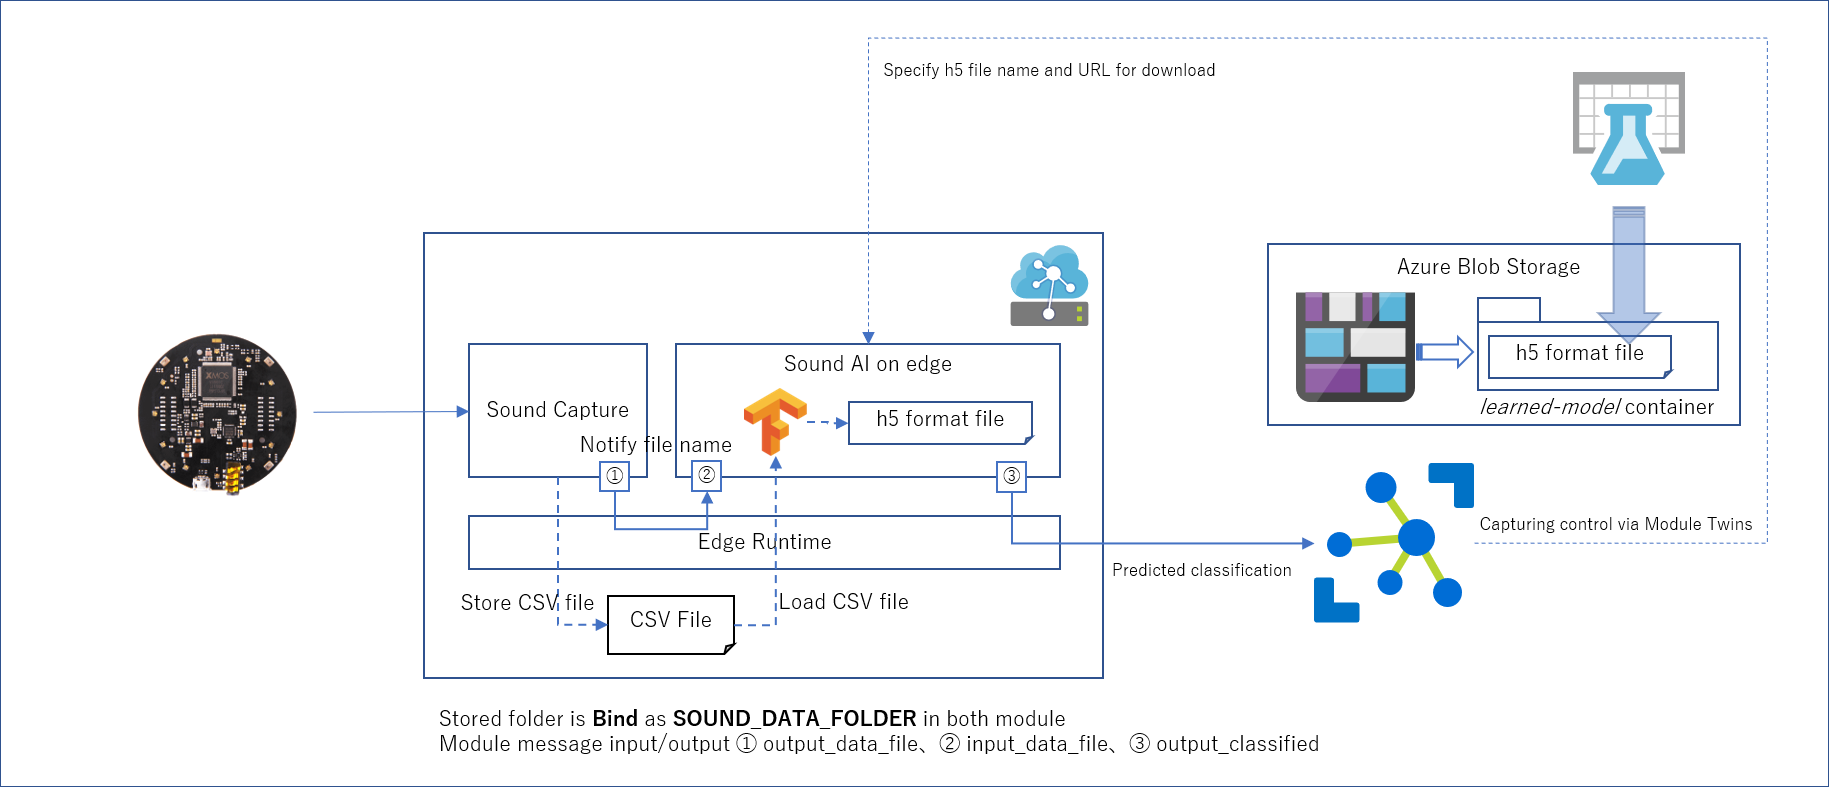 Specify h5 file name and URL for download
Azure Blob Storage
h5 format file
learned-model container
Sound AI on edge
h5 format file
Sound Capture
Notify file name
①
②
③
Edge Runtime
Capturing control via Module Twins
Predicted classification
Store CSV file
CSV File
Load CSV file
XMOS
Stored folder is Bind as SOUND_DATA_FOLDER in both module
Module message input/output ① output_data_file、② input_data_file、③ output_classified